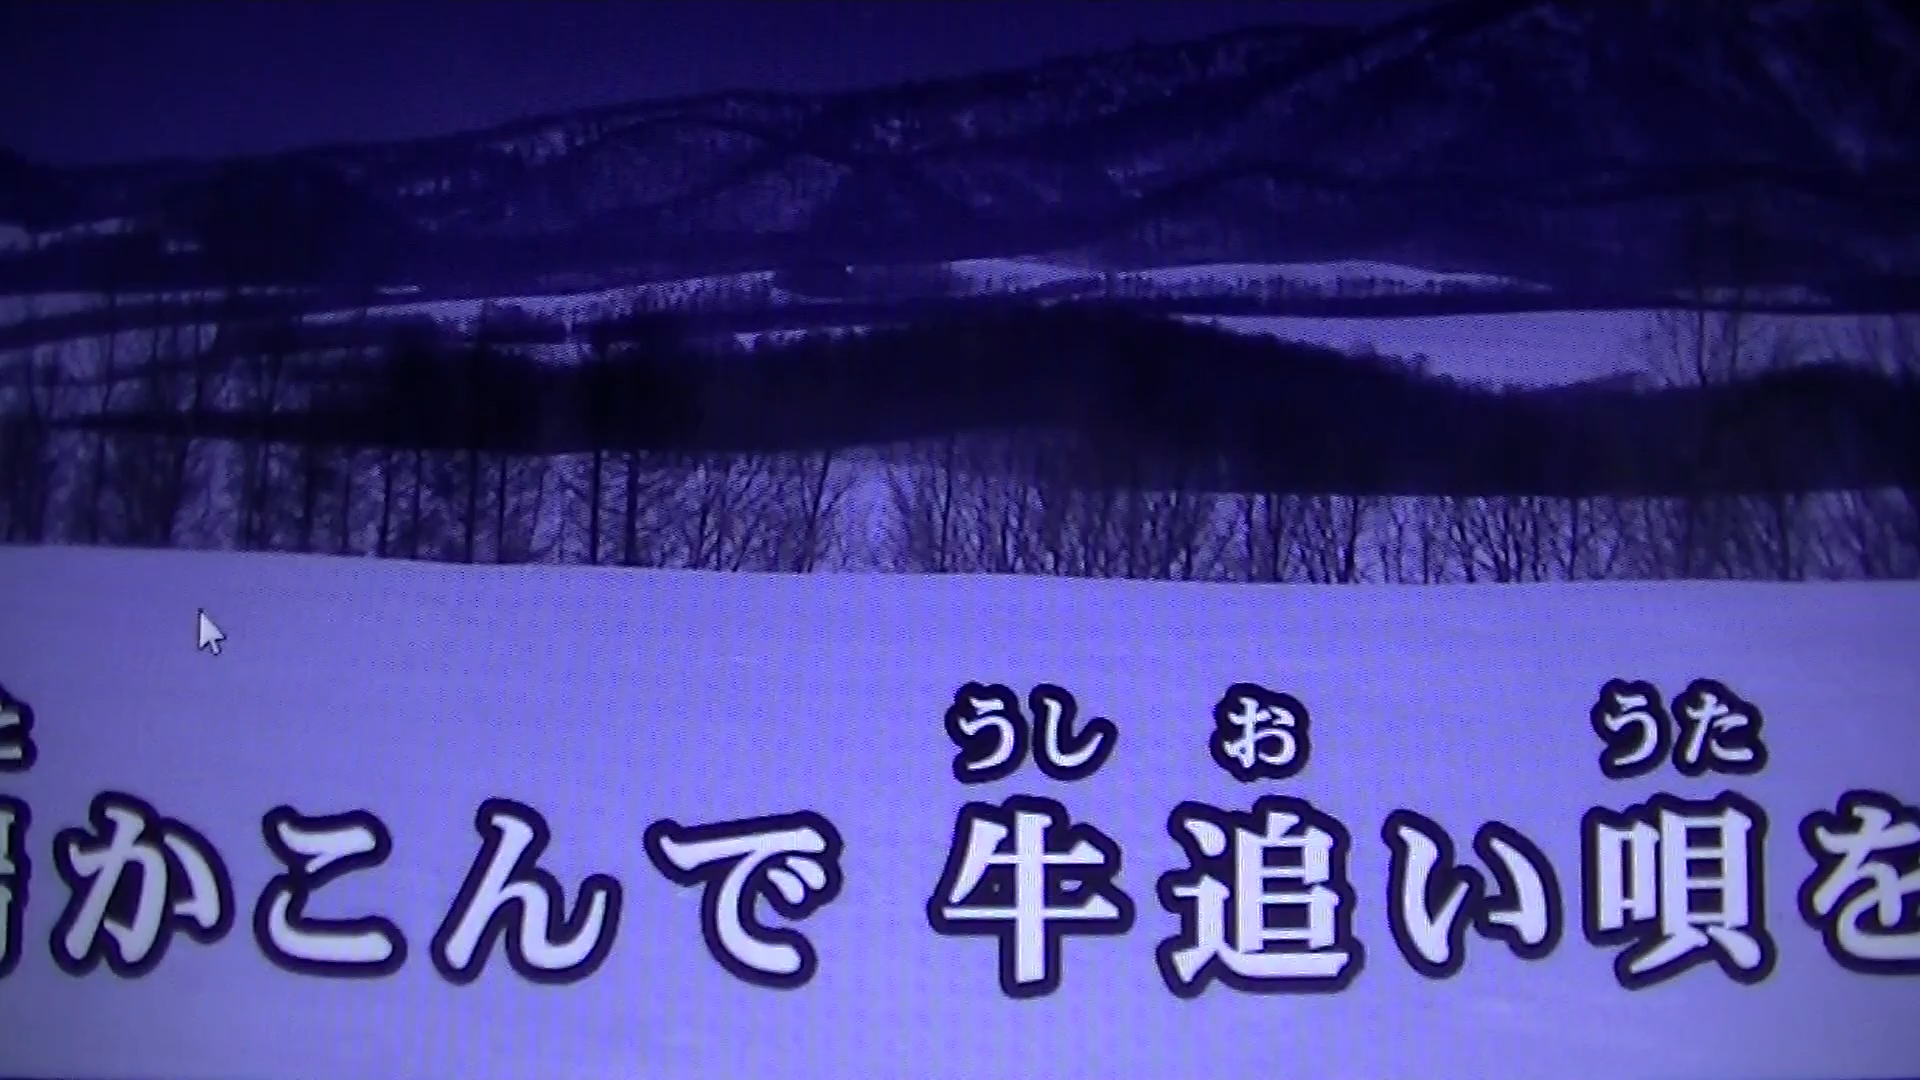 うし お うた
かこんで 牛追い唄を